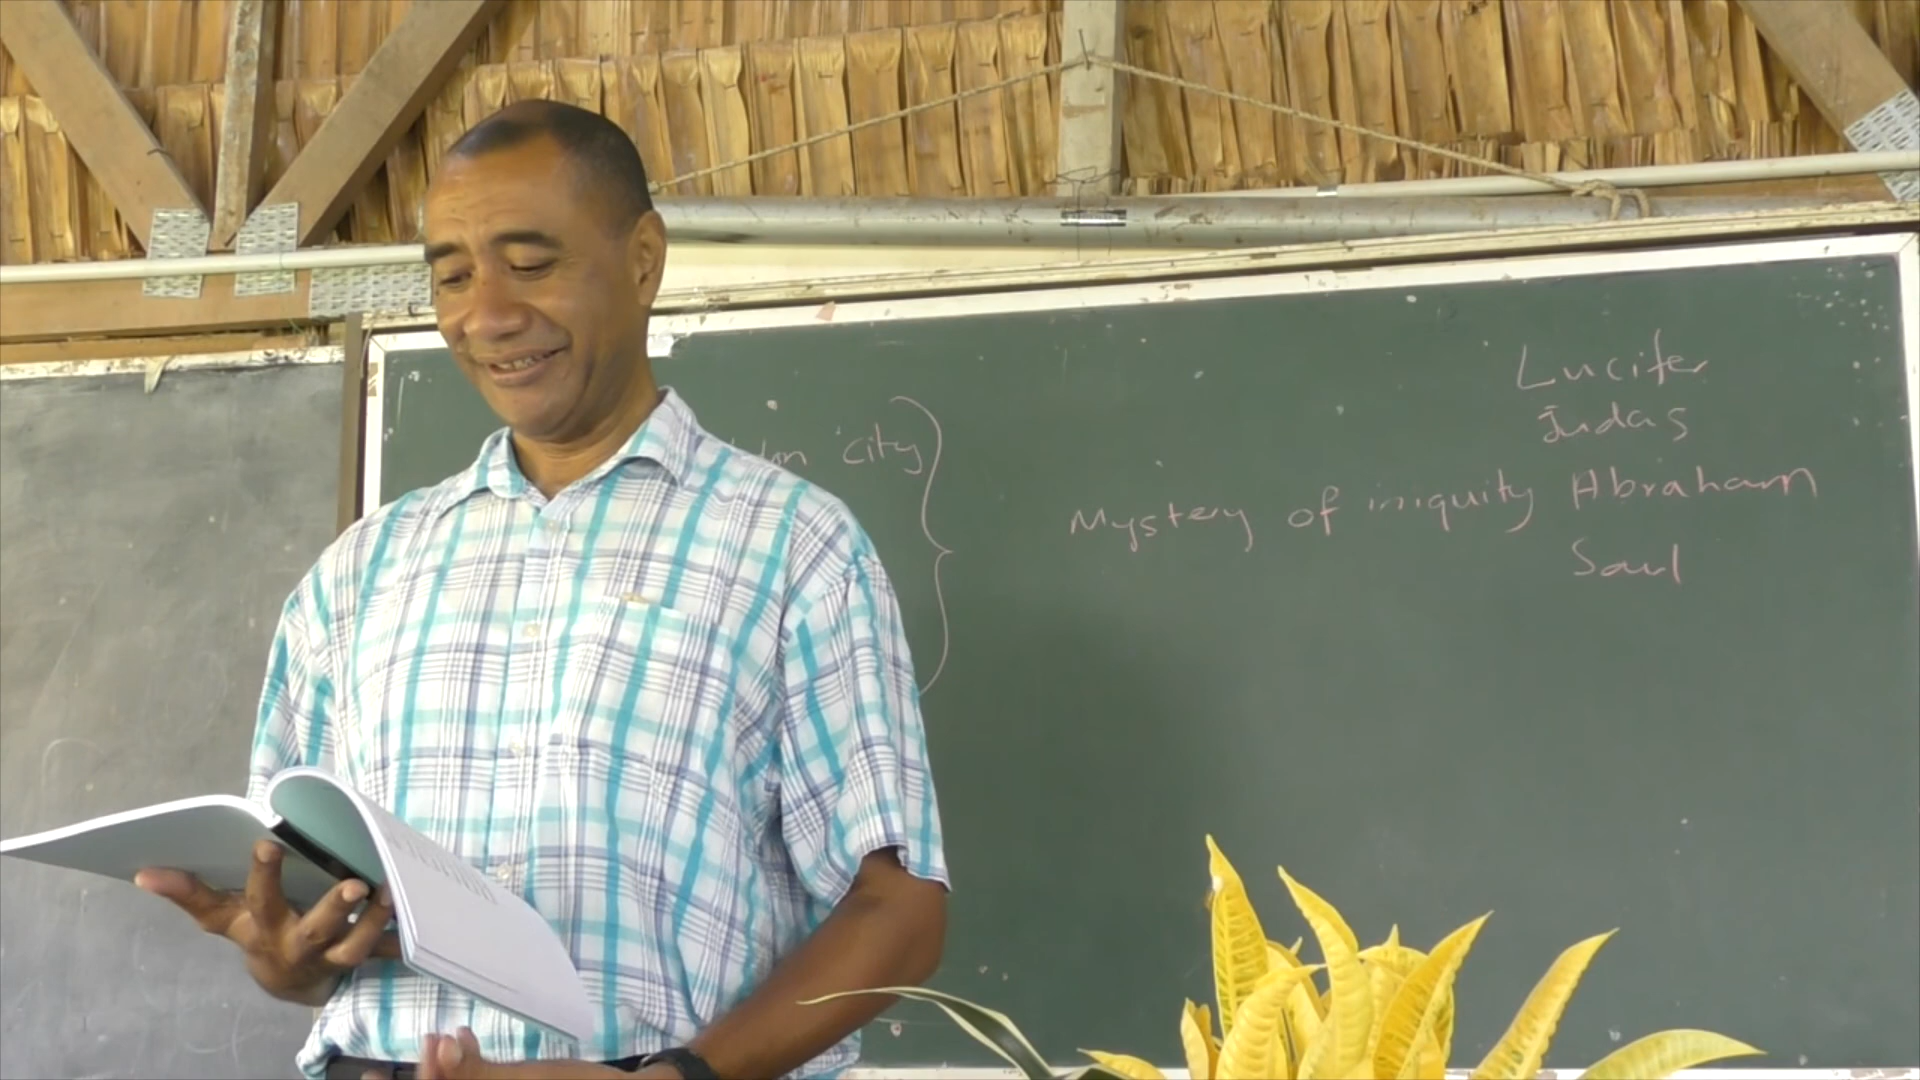 city
Lucifer
Judas
Mystery of iniquity Abraham
Saul